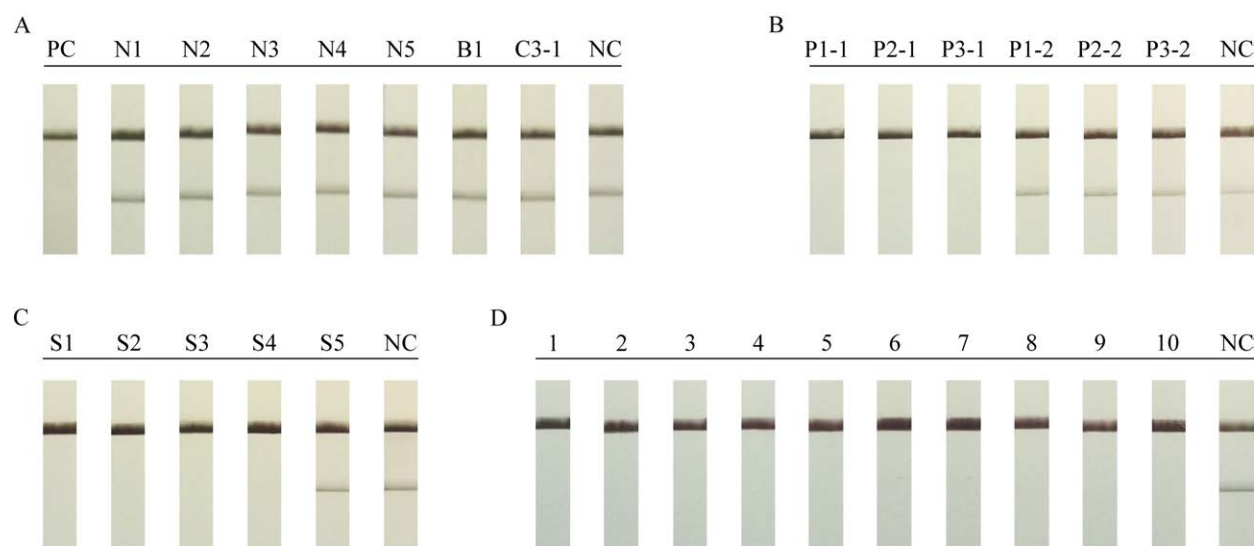 A
PC N1 N2 N3 N4 N5 B1 C3-1 NC
B
P1-1 P2-1 P3-1 P1-2 P2-2 P3-2 NC
C
S1 S2 S3 S4 S5 NC
D
1 2 3 4 5 6 7 8 9 10 NC